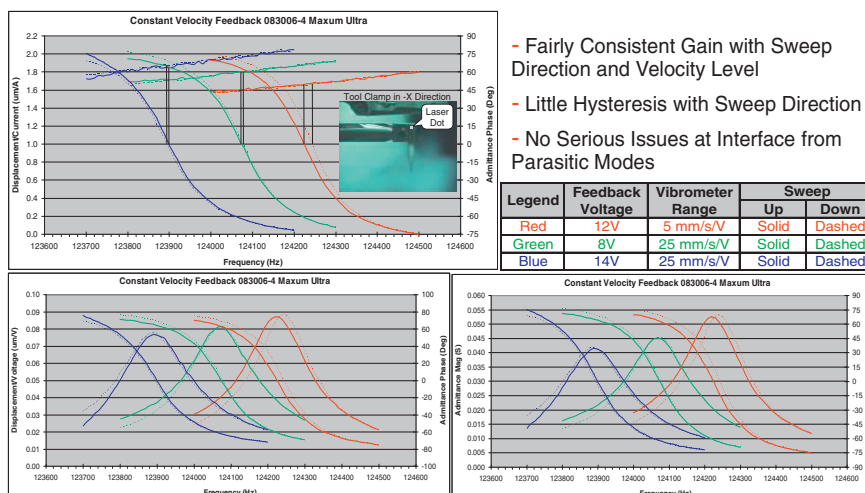 Constant Velocity Feedback 083006-4 Maxum Ultra
2.2
2.0
1.8
1.6
1.4
1.2
1.0
0.8
0.6
0.4
0.2
0.0
Displacement/Current (um/A)
90
75
60
45
30
15
0
-15
-30
-45
-60
-75
Admittance Phase (Deg)
Tool Clamp in -X Direction
Laser
Dot
123600 123700 123800 123900 124000 124100 124200 124300 124400 124500 124600
Frequency (Hz)
- Fairly Consistent Gain with Sweep
Direction and Velocity Level
- Little Hysteresis with Sweep Direction
- No Serious Issues at Interface from
Parasitic Modes
Legend Feedback Voltage Vibrometer Range Sweep
Up Down
Red 12V 5 mm/s/V Solid Dashed
Green 8V 25 mm/s/V Solid Dashed
Blue 14V 25 mm/s/V Solid Dashed
Constant Velocity Feedback 083006-4 Maxum Ultra
0.10
0.09
0.08
0.07
0.06
0.05
0.04
0.03
0.02
0.01
0.00
Displacement/Voltage (um/V)
100
80
60
40
20
0
-20
-40
-60
-80
-100
Admittance Phase (Deg)
123600 123700 123800 123900 124000 124100 124200 124300 124400 124500 124600
Frequency (Hz)
Constant Velocity Feedback 083006-4 Maxum Ultra
0.060
0.055
0.050
0.045
0.040
0.035
0.030
0.025
0.020
0.015
0.010
0.005
0.000
Admittance Mag (S)
90
75
60
45
30
15
0
-15
-30
-45
-60
-75
-90
Admittance Phase (Deg)
123600 123700 123800 123900 124000 124100 124200 124300 124400 124500 124600
Frequency (Hz)